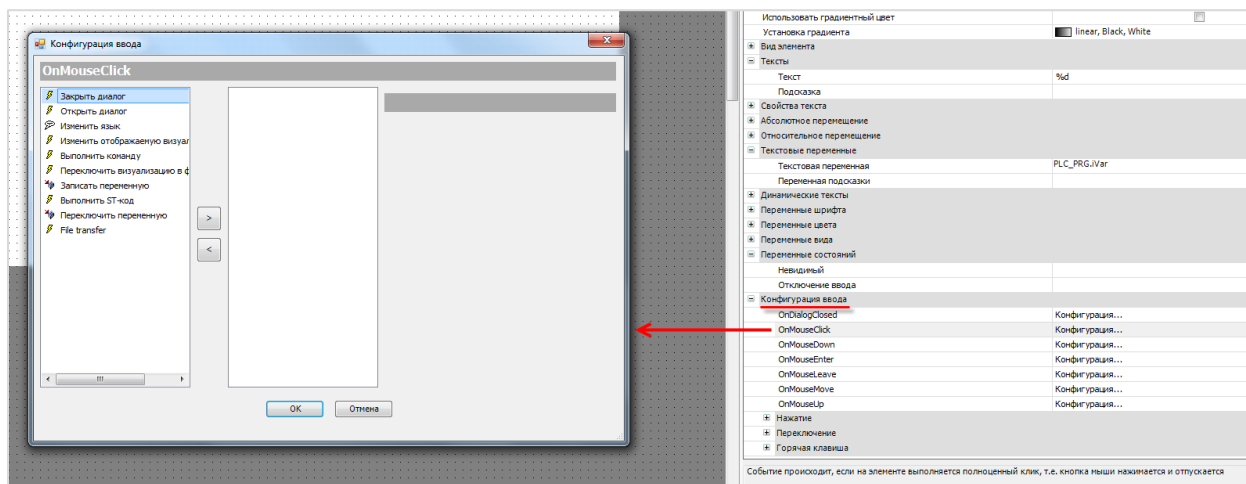 Конфигурация ввода
OnMouseClick
Закрыть диалог
Открыть диалог
Изменить язык
Изменить отображаемую визуал
Выполнить команду
Переключить визуализацию в ф
Записать переменную
Выполнить ST-код
Переключить переменную
File transfer
>
<
OK
Отмена
Использовать градиентный цвет
Установка градиента linear, Black, White
Вид элемента
Тексты
Текст %d
Подсказка
Свойства текста
Абсолютное перемещение
Относительное перемещение
Текстовые переменные
Текстовая переменная PLC_PRG.iVar
Переменная подсказки
Динамические тексты
Переменные шрифта
Переменные цвета
Переменные вида
Переменные состояний
Невидимый
Отключение ввода
Конфигурация ввода
OnDialogClosed Конфигурация...
OnMouseClick Конфигурация...
OnMouseDown Конфигурация...
OnMouseEnter Конфигурация...
OnMouseLeave Конфигурация...
OnMouseMove Конфигурация...
OnMouseUp Конфигурация...
Нажатие
Переключение
Горячая клавиша
Событие происходит, если на элементе выполняется полноценный клик, т.е. кнопка мыши нажимается и отпускается